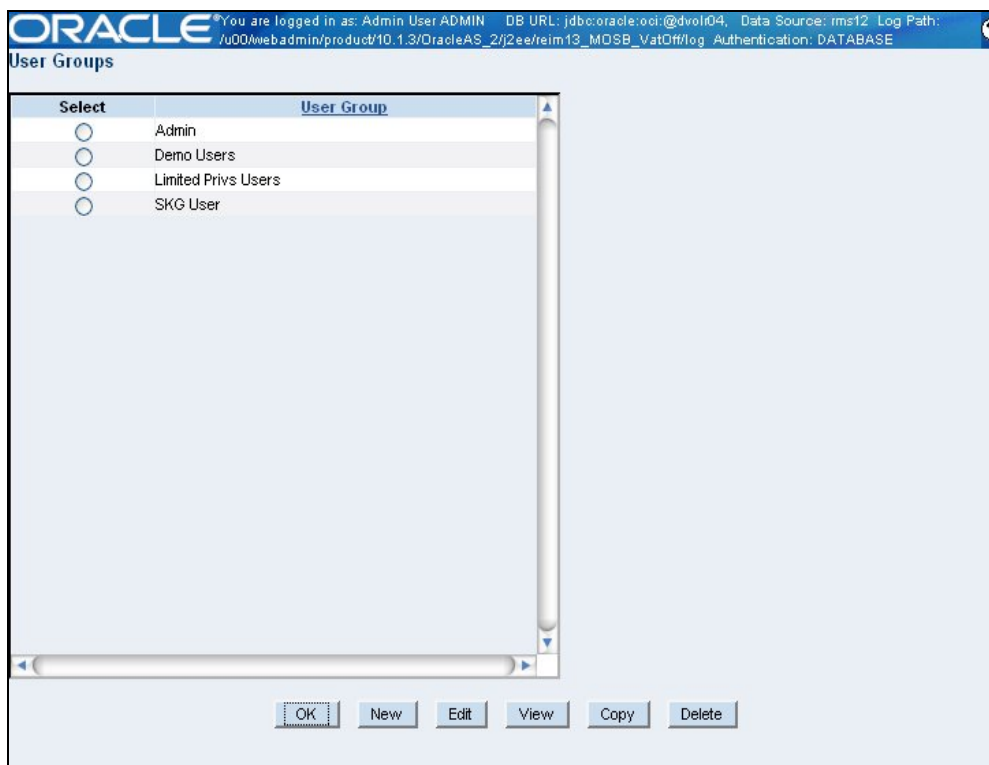 ORACLE®
You are logged in as: Admin User ADMIN DB URL: jdbc:oracle:oci:@dvolr04, Data Source: rms12 Log Path:
/u00/webadmin/product/10.1.3/OracleAS_2/j2ee/reim13_MOSB_VatOff/log Authentication: DATABASE
User Groups
Select User Group
Admin
Demo Users
Limited Privs Users
SKG User
OK New Edit View Copy Delete